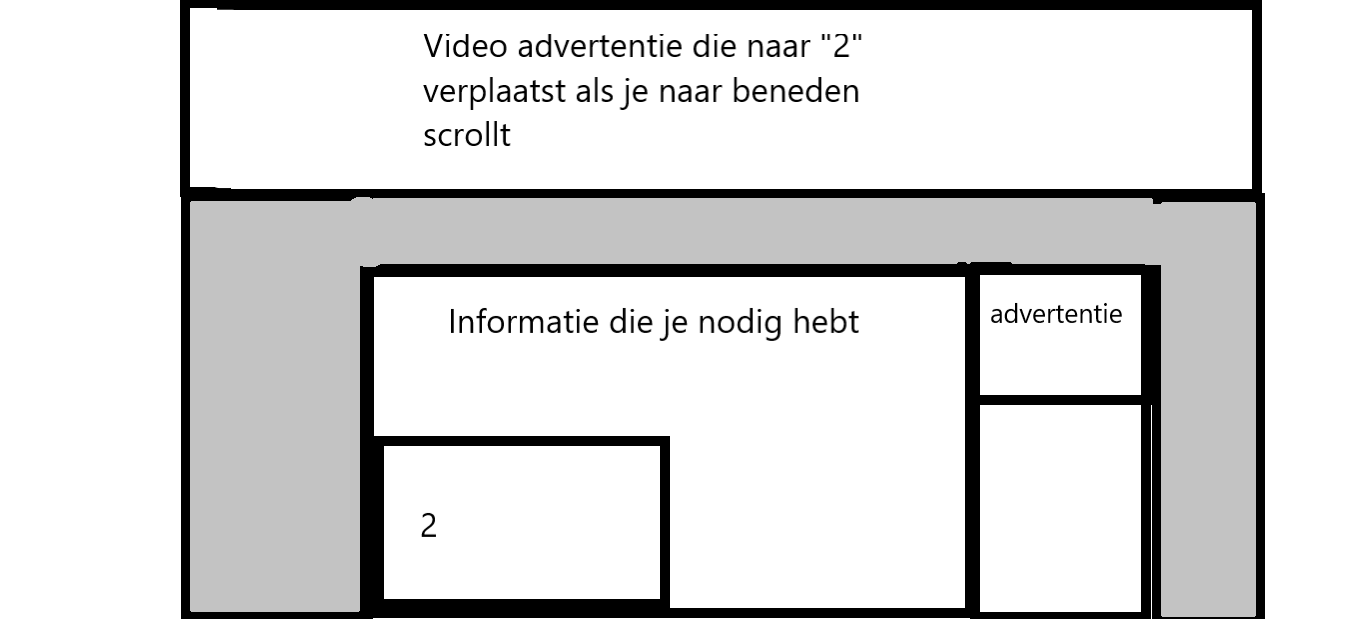 Video advertentie die naar "2"
verplaatst als je naar beneden
scrollt
Informatie die je nodig hebt
advertentie
2